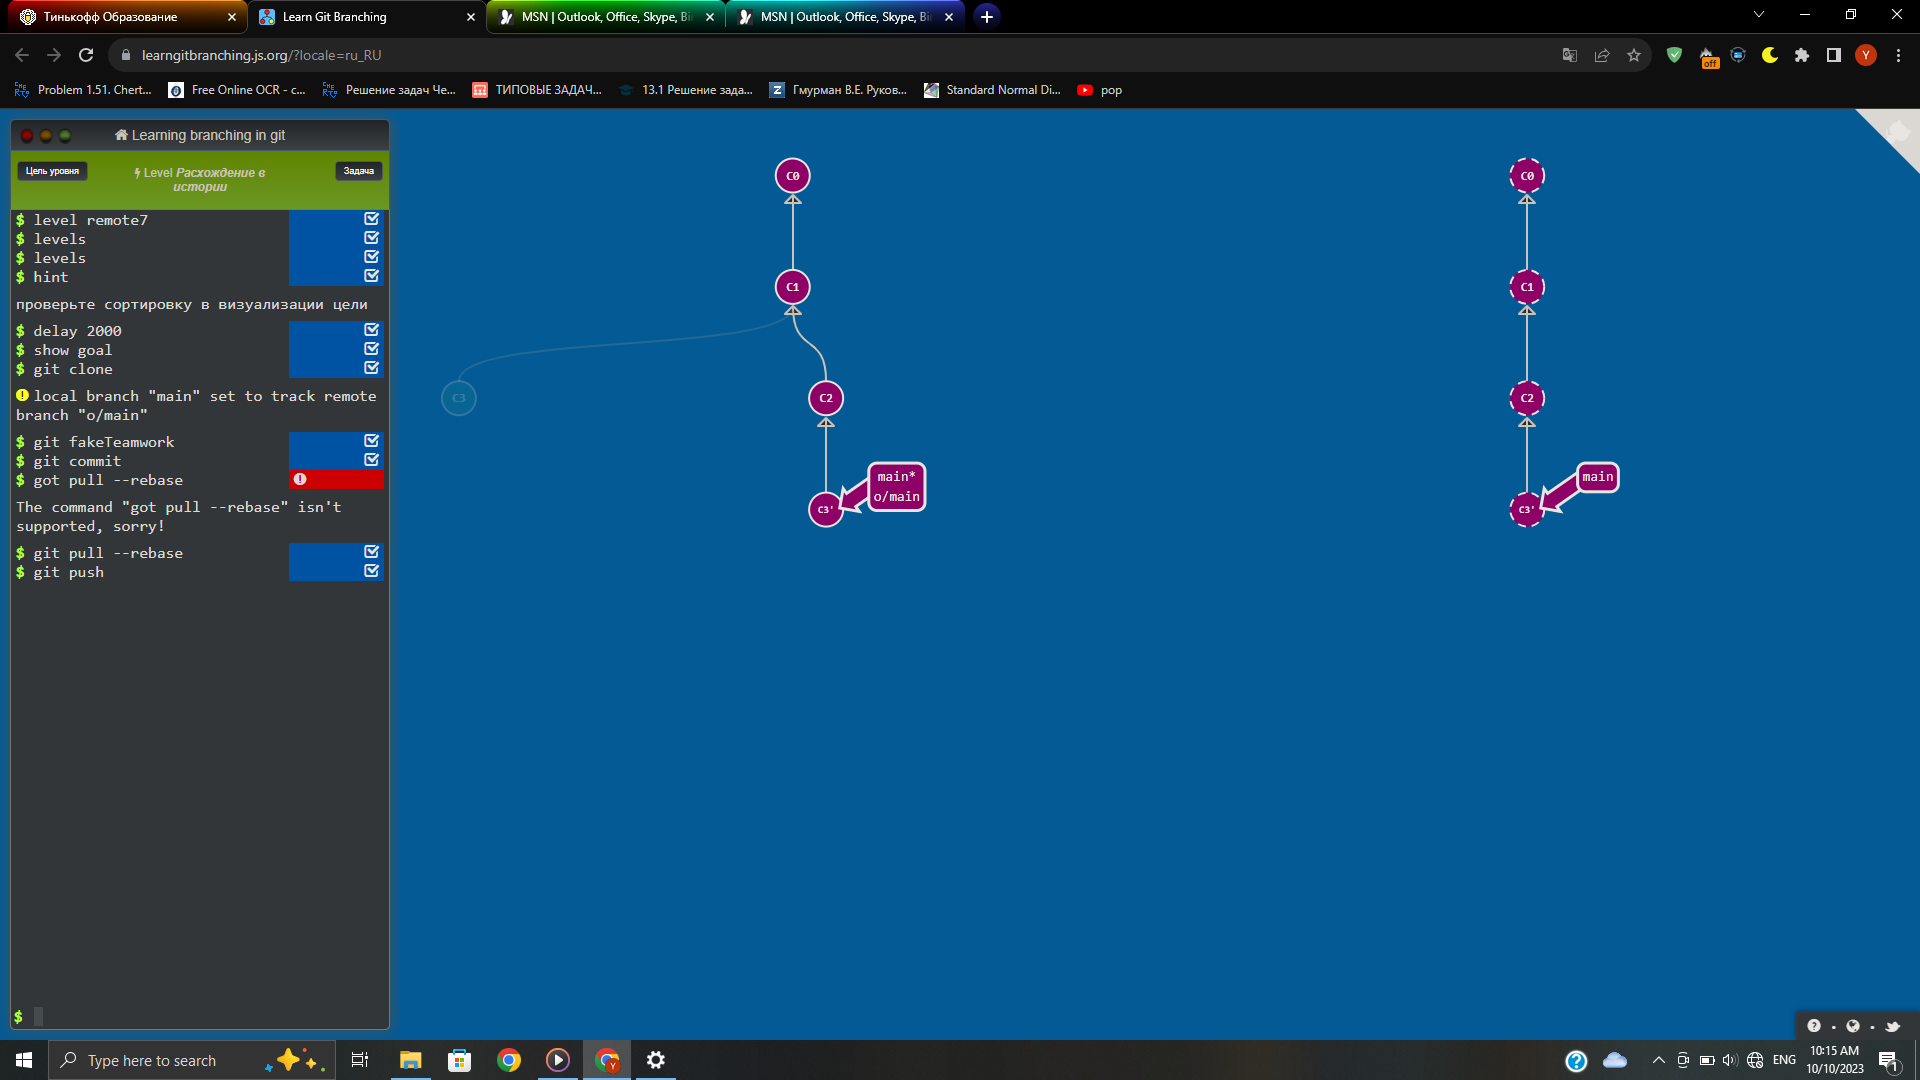 Тинькофф Образование
Learn Git Branching
MSN | Outlook, Office, Skype, Bi
MSN | Outlook, Office, Skype, Bi
learngitbranching.js.org/?locale=ru_RU
off
Y
Problem 1.51. Chert...
Free Online OCR - c...
Решение задач Че...
ТИПОВЫЕ ЗАДАЧ...
13.1 Решение зада...
Гмурман В.Е. Руков...
Standard Normal Di...
pop
Learning branching in git
Цель уровня
Level Расхождение в
истории
Задача
$ level remote7
$ levels
$ levels
$ hint
проверьте сортировку в визуализации цели
$ delay 2000
$ show goal
$ git clone
local branch "main" set to track remote
branch "o/main"
$ git fakeTeamwork
$ git commit
$ got pull --rebase
The command "got pull --rebase" isn't
supported, sorry!
$ git pull --rebase
$ git push
$
C0
C1
C3
C2
main*
o/main
C3'
C0
C1
C2
main
C3'
Type here to search
ENG
10:15 AM
10/10/2023
1